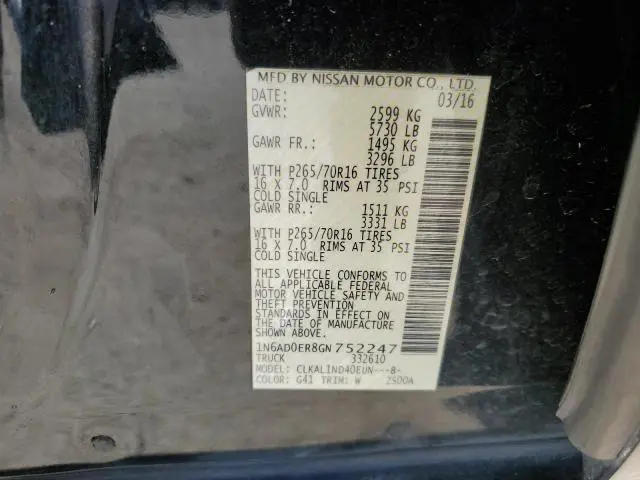 MFD BY NISSAN MOTOR CO., LTD.
DATE: 03/16
GVWR: 2599 KG
5730 LB
GAWR FR.: 1495 KG
3296 LB
WITH P265/70R16 TIRES
16 X 7.0 RIMS AT 35 PSI
COLD SINGLE
GAWR RR.: 1511 KG
3331 LB
WITH P265/70R16 TIRES
16 X 7.0 RIMS AT 35 PSI
COLD SINGLE
THIS VEHICLE CONFORMS TO
ALL APPLICABLE FEDERAL
MOTOR VEHICLE SAFETY AND
THEFT PREVENTION
STANDARDS IN EFFECT ON
THE DATE OF MANUFACTURE
1N6AD0ER8GN752247
TRUCK 332610
MODEL: CLKALIND40EUN---8-
COLOR: G41 TRIM: W 2500A